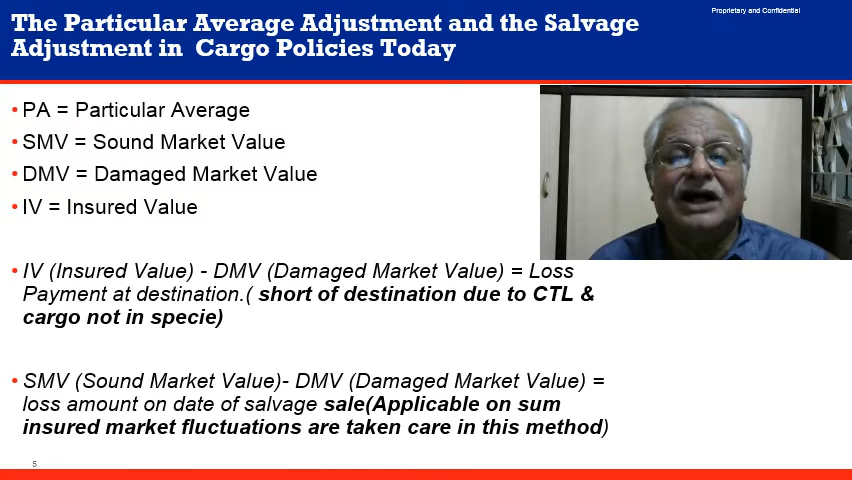 Proprietary and Confidential
The Particular Average Adjustment and the Salvage
Adjustment in Cargo Policies Today
• PA = Particular Average
• SMV = Sound Market Value
• DMV = Damaged Market Value
• IV = Insured Value
• IV (Insured Value) - DMV (Damaged Market Value) = Loss
Payment at destination.( short of destination due to CTL &
cargo not in specie)
• SMV (Sound Market Value)- DMV (Damaged Market Value) =
loss amount on date of salvage sale(Applicable on sum
insured market fluctuations are taken care in this method)
5